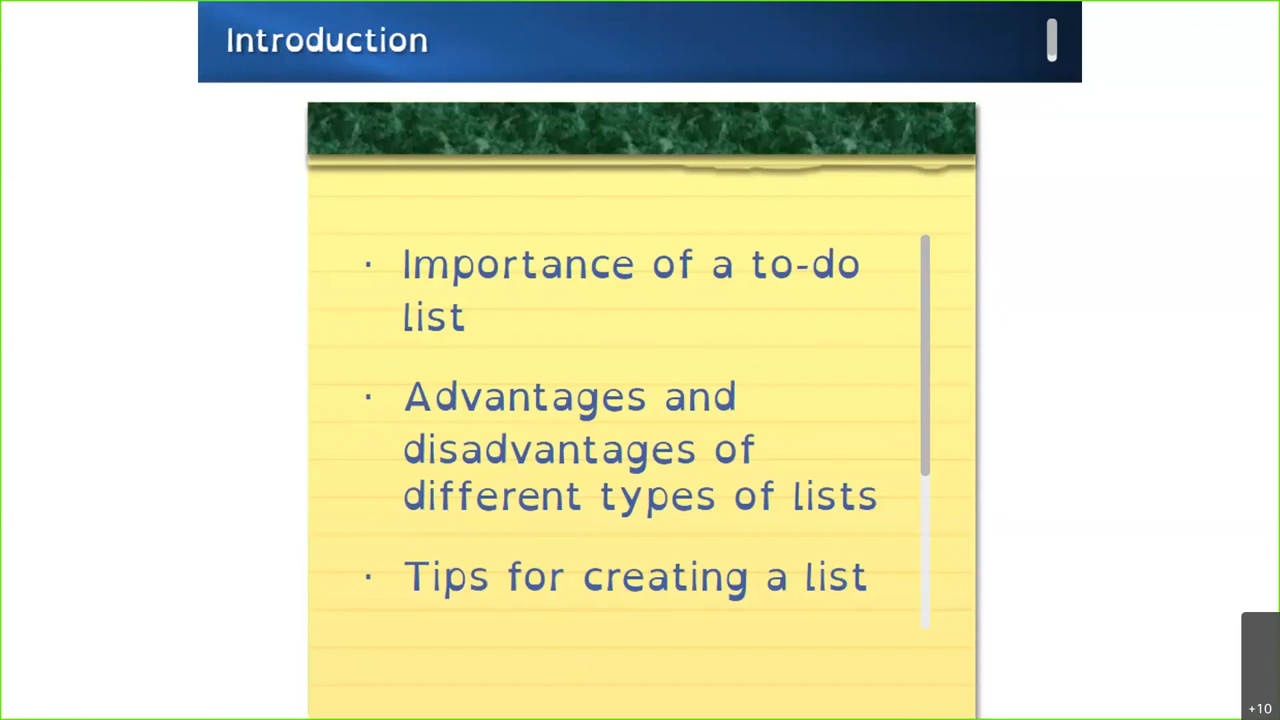 Introduction
· Importance of a to-do
list
· Advantages and
disadvantages of
different types of lists
· Tips for creating a list
+10